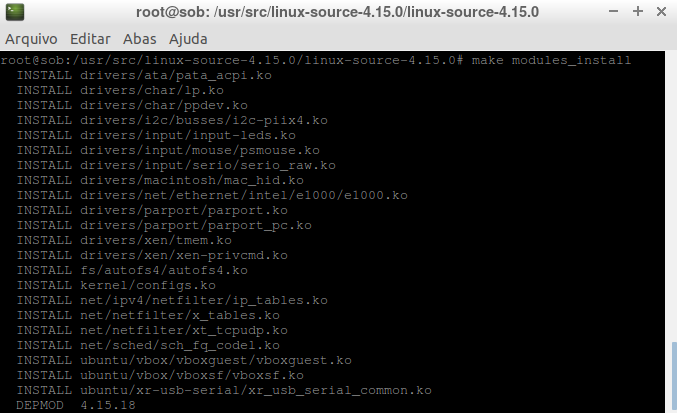 root@sob: /usr/src/linux-source-4.15.0/linux-source-4.15.0
Arquivo Editar Abas Ajuda
root@sob:/usr/src/linux-source-4.15.0/linux-source-4.15.0# make modules_install
INSTALL drivers/ata/pata_acpi.ko
INSTALL drivers/char/lp.ko
INSTALL drivers/char/ppdev.ko
INSTALL drivers/i2c/busses/i2c-piix4.ko
INSTALL drivers/input/input-leds.ko
INSTALL drivers/input/mouse/psmouse.ko
INSTALL drivers/input/serio/serio_raw.ko
INSTALL drivers/macintosh/mac_hid.ko
INSTALL drivers/net/ethernet/intel/e1000/e1000.ko
INSTALL drivers/parport/parport.ko
INSTALL drivers/parport/parport_pc.ko
INSTALL drivers/xen/tmem.ko
INSTALL drivers/xen/xen-privcmd.ko
INSTALL fs/autofs4/autofs4.ko
INSTALL kernel/configs.ko
INSTALL net/ipv4/netfilter/ip_tables.ko
INSTALL net/netfilter/x_tables.ko
INSTALL net/netfilter/xt_tcpudp.ko
INSTALL net/sched/sch_fq_codel.ko
INSTALL ubuntu/vbox/vboxguest/vboxguest.ko
INSTALL ubuntu/vbox/vboxsf/vboxsf.ko
INSTALL ubuntu/xr-usb-serial/xr_usb_serial_common.ko
DEPMOD 4.15.18